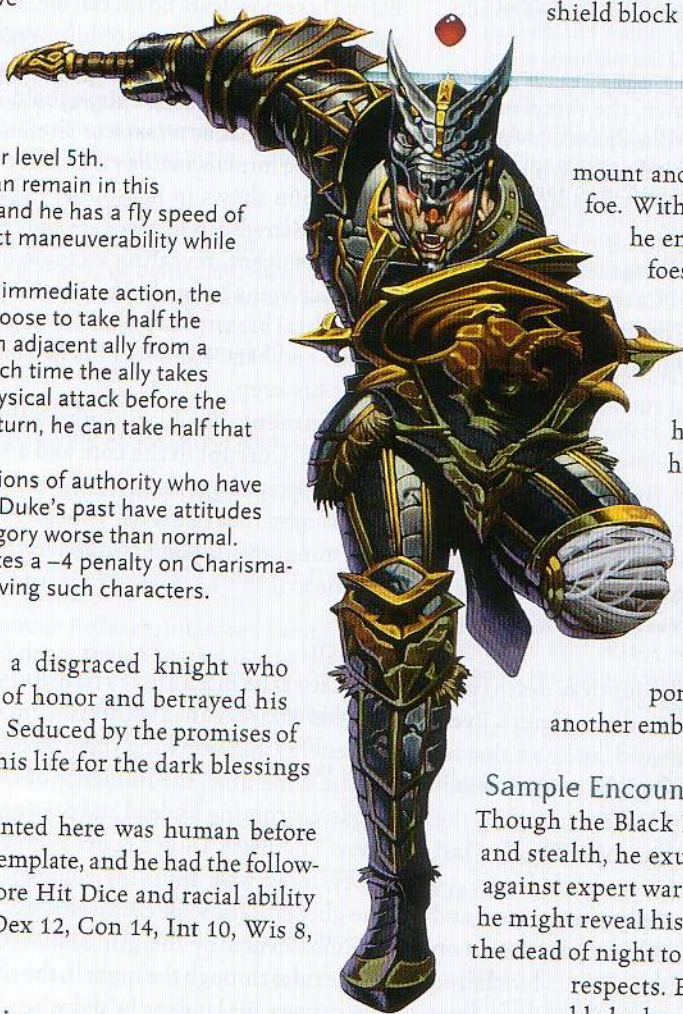 r level 5th.
an remain in this
and he has a fly speed of
ct maneuverability while
immediate action, the
oose to take half the
n adjacent ally from a
ch time the ally takes
ysical attack before the
turn, he can take half that
ions of authority who have
Duke's past have attitudes
gory worse than normal.
es a –4 penalty on Charisma-
ving such characters.
a disgraced knight who
of honor and betrayed his
Seduced by the promises of
his life for the dark blessings
nted here was human before
emplate, and he had the follow-
ore Hit Dice and racial ability
Dex 12, Con 14, Int 10, Wis 8,
shield block
mount and
foe. With
he en
foes
h
h
por
another emb
Sample Encoun
Though the Black
and stealth, he exu
against expert war
he might reveal his
the dead of night to
respects. E